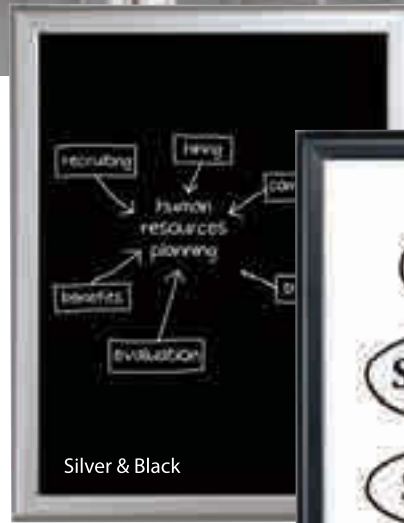 hiring
recruiting
human
resources
planning
benefits
evaluation
Silver & Black